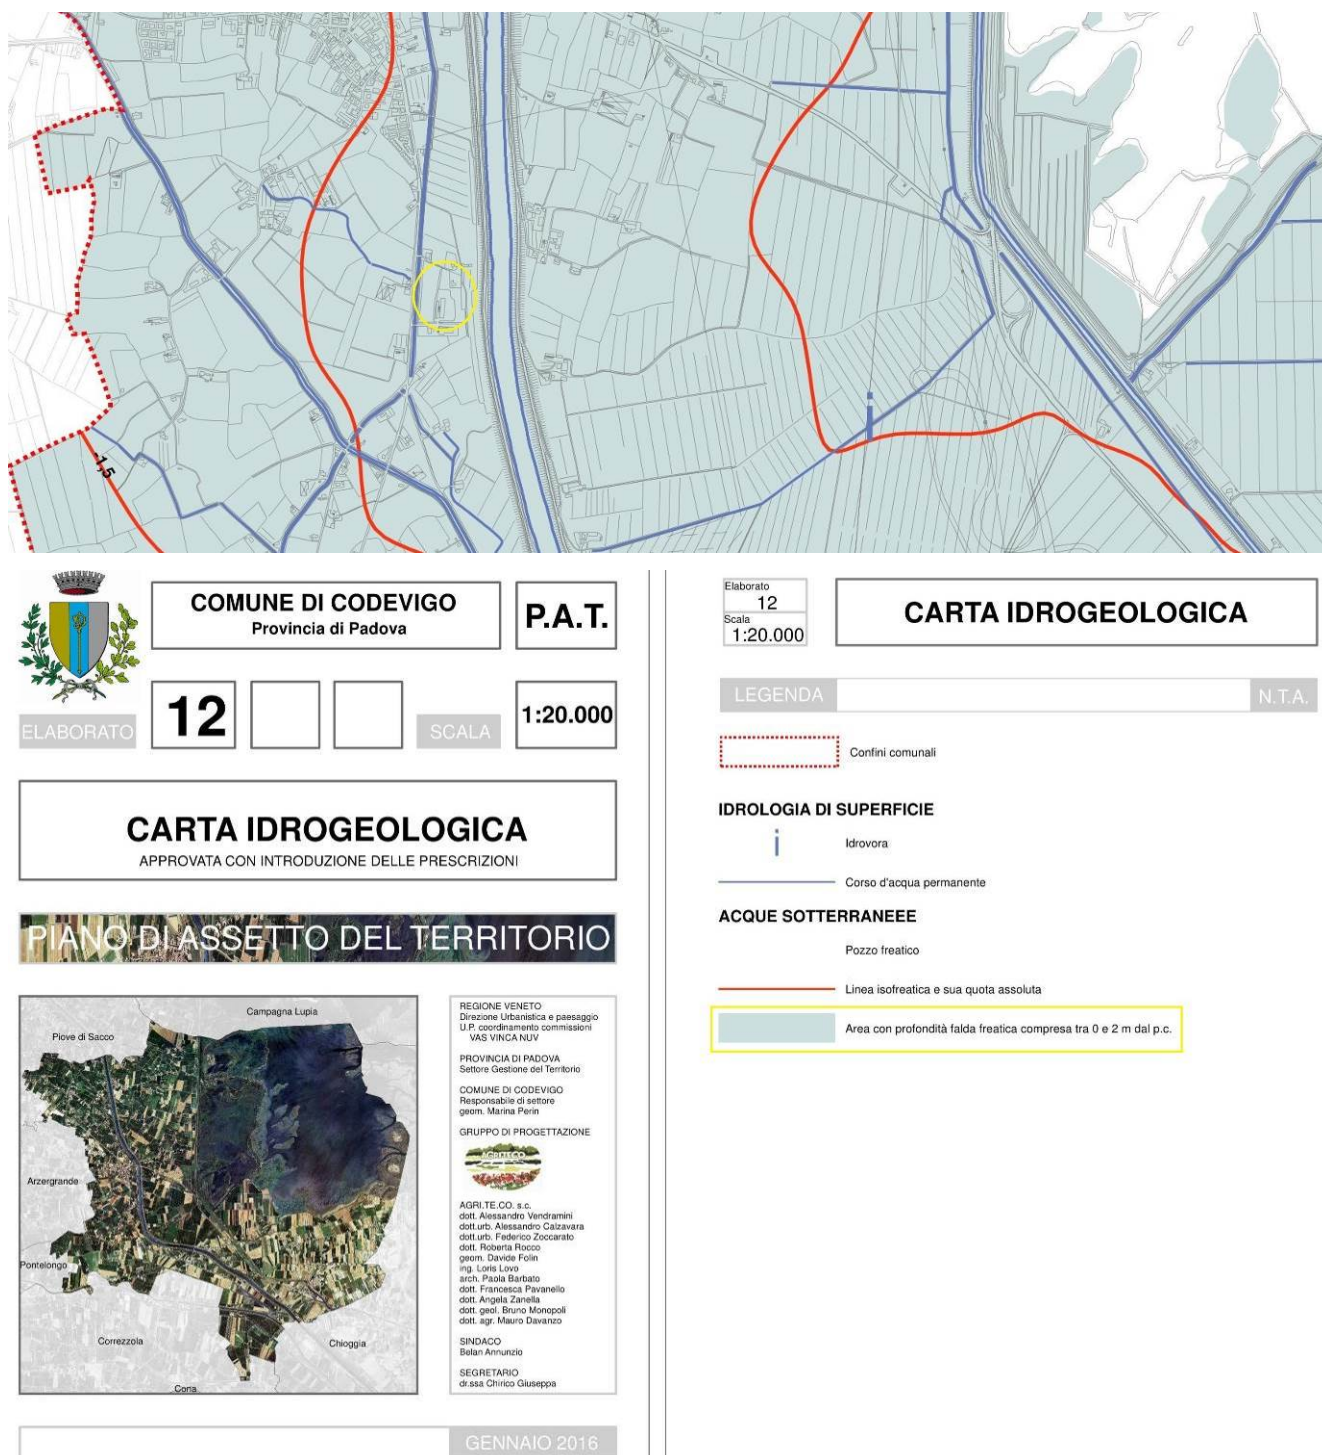 -1,5
COMUNE DI CODEVIGO
Provincia di Padova
P.A.T.
ELABORATO
12
SCALA
1:20.000
CARTA IDROGEOLOGICA
APPROVATA CON INTRODUZIONE DELLE PRESCRIZIONI
PIANO DI ASSETTO DEL TERRITORIO
Campagna Lupia
Piove di Sacco
Arzergrande
Pontelongo
Correzzola
Chioggia
Cona
REGIONE VENETO
Direzione Urbanistica e paesaggio
U.P. coordinamento commissioni
VAS VINCA NUV
PROVINCIA DI PADOVA
Settore Gestione del Territorio
COMUNE DI CODEVIGO
Responsabile di settore
geom. Marina Perin
GRUPPO DI PROGETTAZIONE
AGRITECO
AGRI.TE.CO. s.c.
dott. Alessandro Vendramini
dott.urb. Alessandro Calzavara
dott.urb. Federico Zoccarato
dott. Roberta Rocco
geom. Davide Folin
ing. Loris Lovo
arch. Paola Barbato
dott. Francesca Pavanello
dott. Angela Zanella
dott. geol. Bruno Monopoli
dott. agr. Mauro Davanzo
SINDACO
Belan Annunzio
SEGRETARIO
dr.ssa Chirico Giuseppa
GENNAIO 2016
Elaborato
12
Scala
1:20.000
CARTA IDROGEOLOGICA
LEGENDA
N.T.A.
Confini comunali
IDROLOGIA DI SUPERFICIE
Idrovora
Corso d'acqua permanente
ACQUE SOTTERRANEEE
Pozzo freatico
Linea isofreatica e sua quota assoluta
Area con profondità falda freatica compresa tra 0 e 2 m dal p.c.